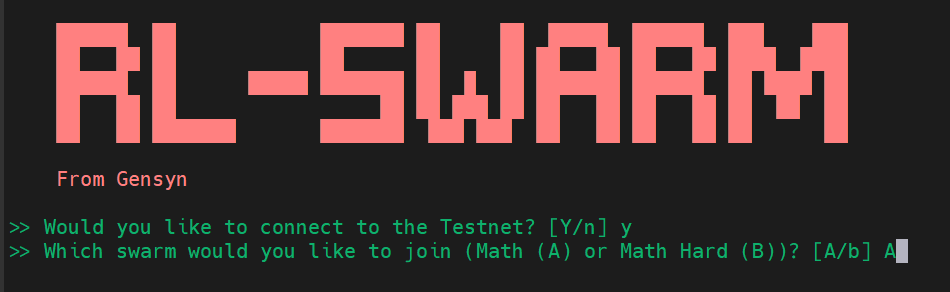 RL-SWARM
From Gensyn
>> Would you like to connect to the Testnet? [Y/n] y
>> Which swarm would you like to join (Math (A) or Math Hard (B))? [A/b] A